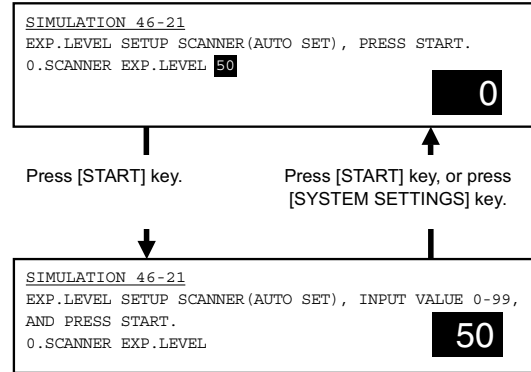 SIMULATION 46-21
EXP.LEVEL SETUP SCANNER(AUTO SET), PRESS START.
0.SCANNER EXP.LEVEL 50
0
Press [START] key.
Press [START] key, or press
[SYSTEM SETTINGS] key.
SIMULATION 46-21
EXP.LEVEL SETUP SCANNER(AUTO SET), INPUT VALUE 0-99,
AND PRESS START.
0.SCANNER EXP.LEVEL
50